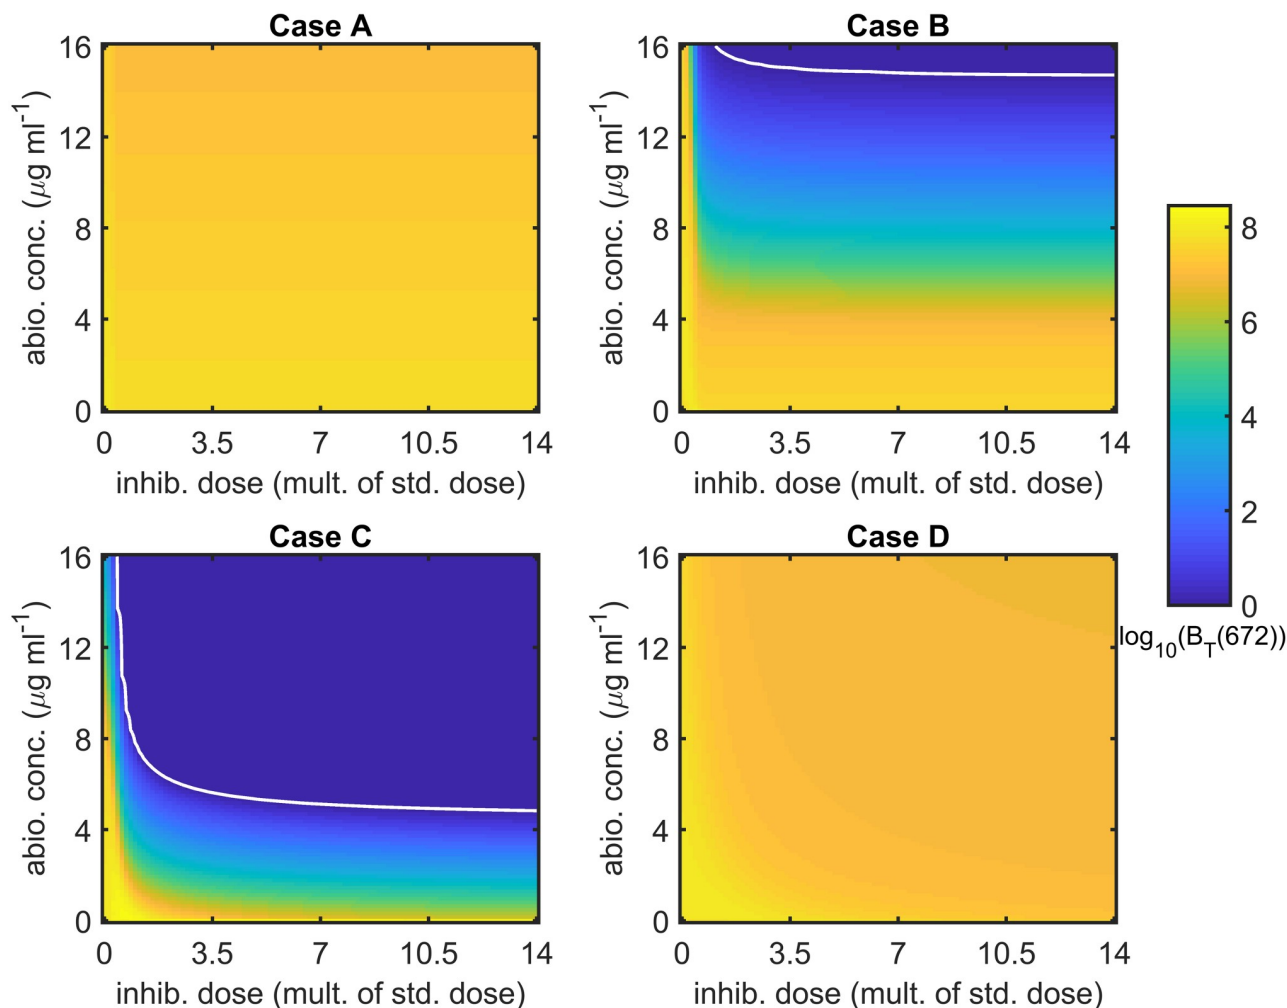 Case A
16
12
8
4
0
abio. conc. (μg ml⁻¹)
0 3.5 7 10.5 14
inhib. dose (mult. of std. dose)
Case B
16
12
8
4
0
abio. conc. (μg ml⁻¹)
0 3.5 7 10.5 14
inhib. dose (mult. of std. dose)
8
6
4
2
0
log₁₀(B_T(672))
Case C
16
12
8
4
0
abio. conc. (μg ml⁻¹)
0 3.5 7 10.5 14
inhib. dose (mult. of std. dose)
Case D
16
12
8
4
0
abio. conc. (μg ml⁻¹)
0 3.5 7 10.5 14
inhib. dose (mult. of std. dose)